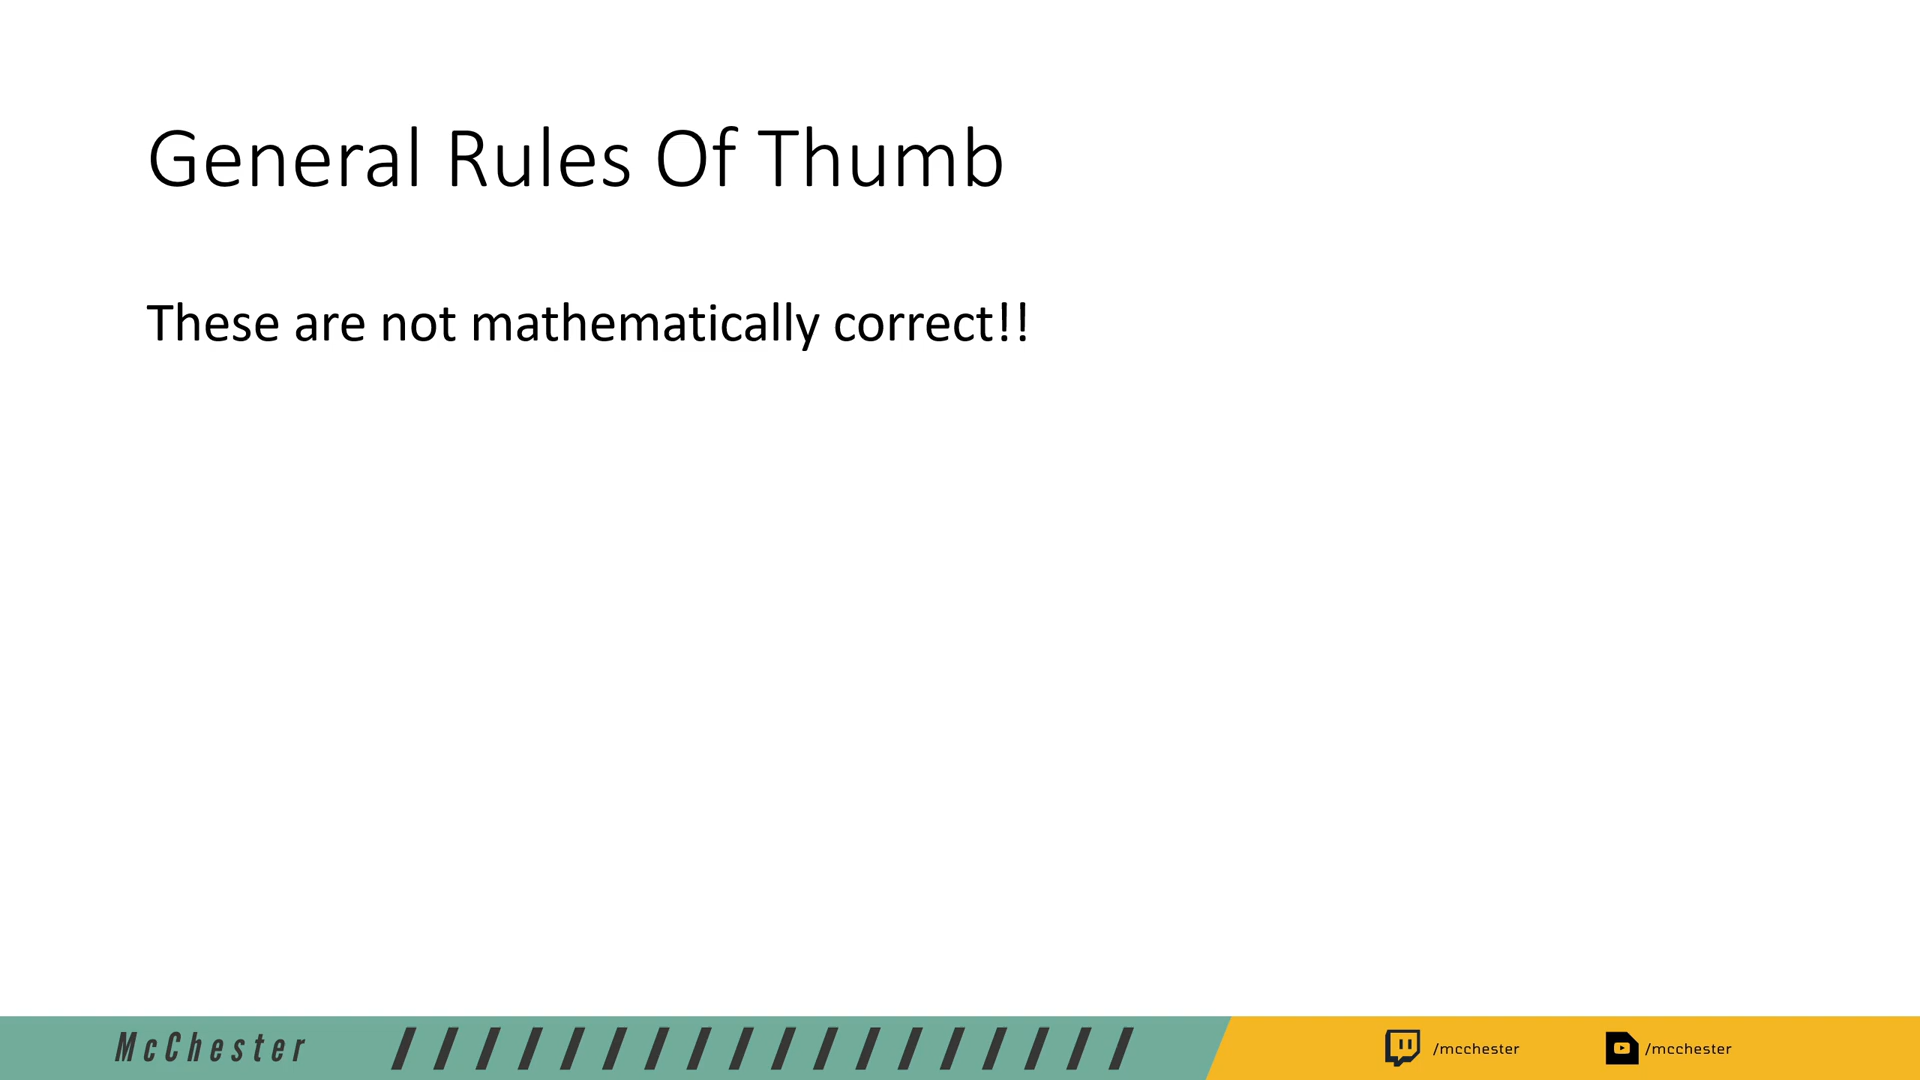 General Rules Of Thumb
These are not mathematically correct!!
McChester
/mcchester
/mcchester